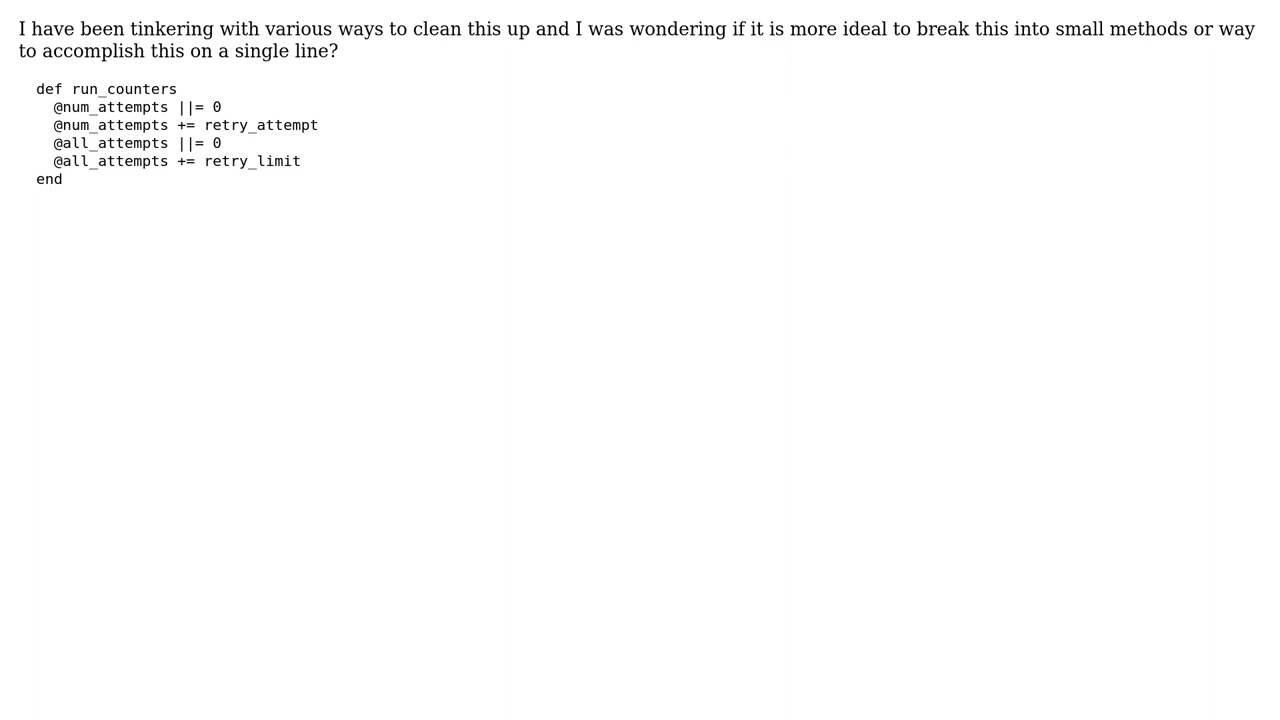 I have been tinkering with various ways to clean this up and I was wondering if it is more ideal to break this into small methods or way
to accomplish this on a single line?
def run_counters
  @num_attempts ||= 0
  @num_attempts += retry_attempt
  @all_attempts ||= 0
  @all_attempts += retry_limit
end